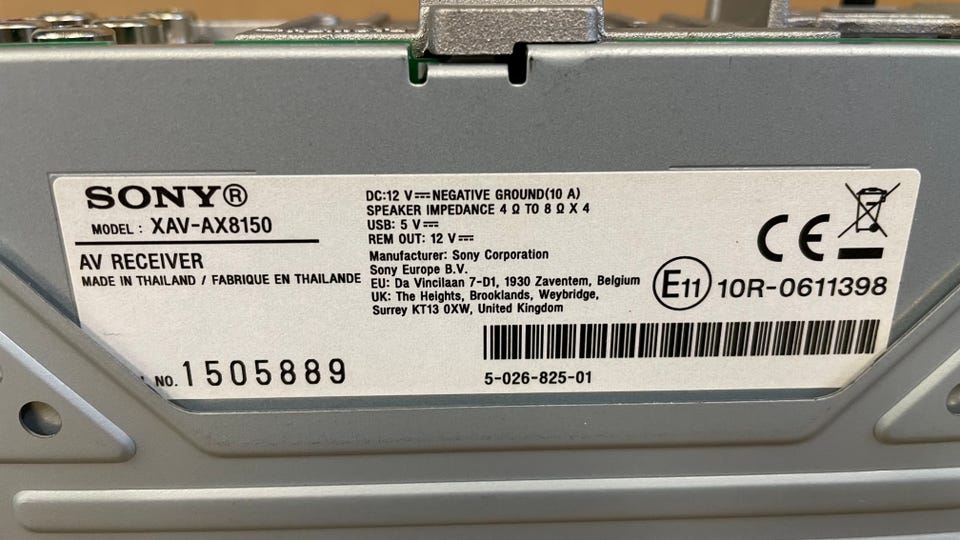 SONY®
MODEL : XAV-AX8150
AV RECEIVER
MADE IN THAILAND / FABRIQUE EN THAILANDE
NO. 1505889
DC:12 V⎓NEGATIVE GROUND(10 A)
SPEAKER IMPEDANCE 4 Ω TO 8 Ω X 4
USB: 5 V⎓
REM OUT: 12 V⎓
Manufacturer: Sony Corporation
Sony Europe B.V.
EU: Da Vincilaan 7-D1, 1930 Zaventem, Belgium
UK: The Heights, Brooklands, Weybridge,
Surrey KT13 0XW, United Kingdom
CE
E11 10R-0611398
5-026-825-01